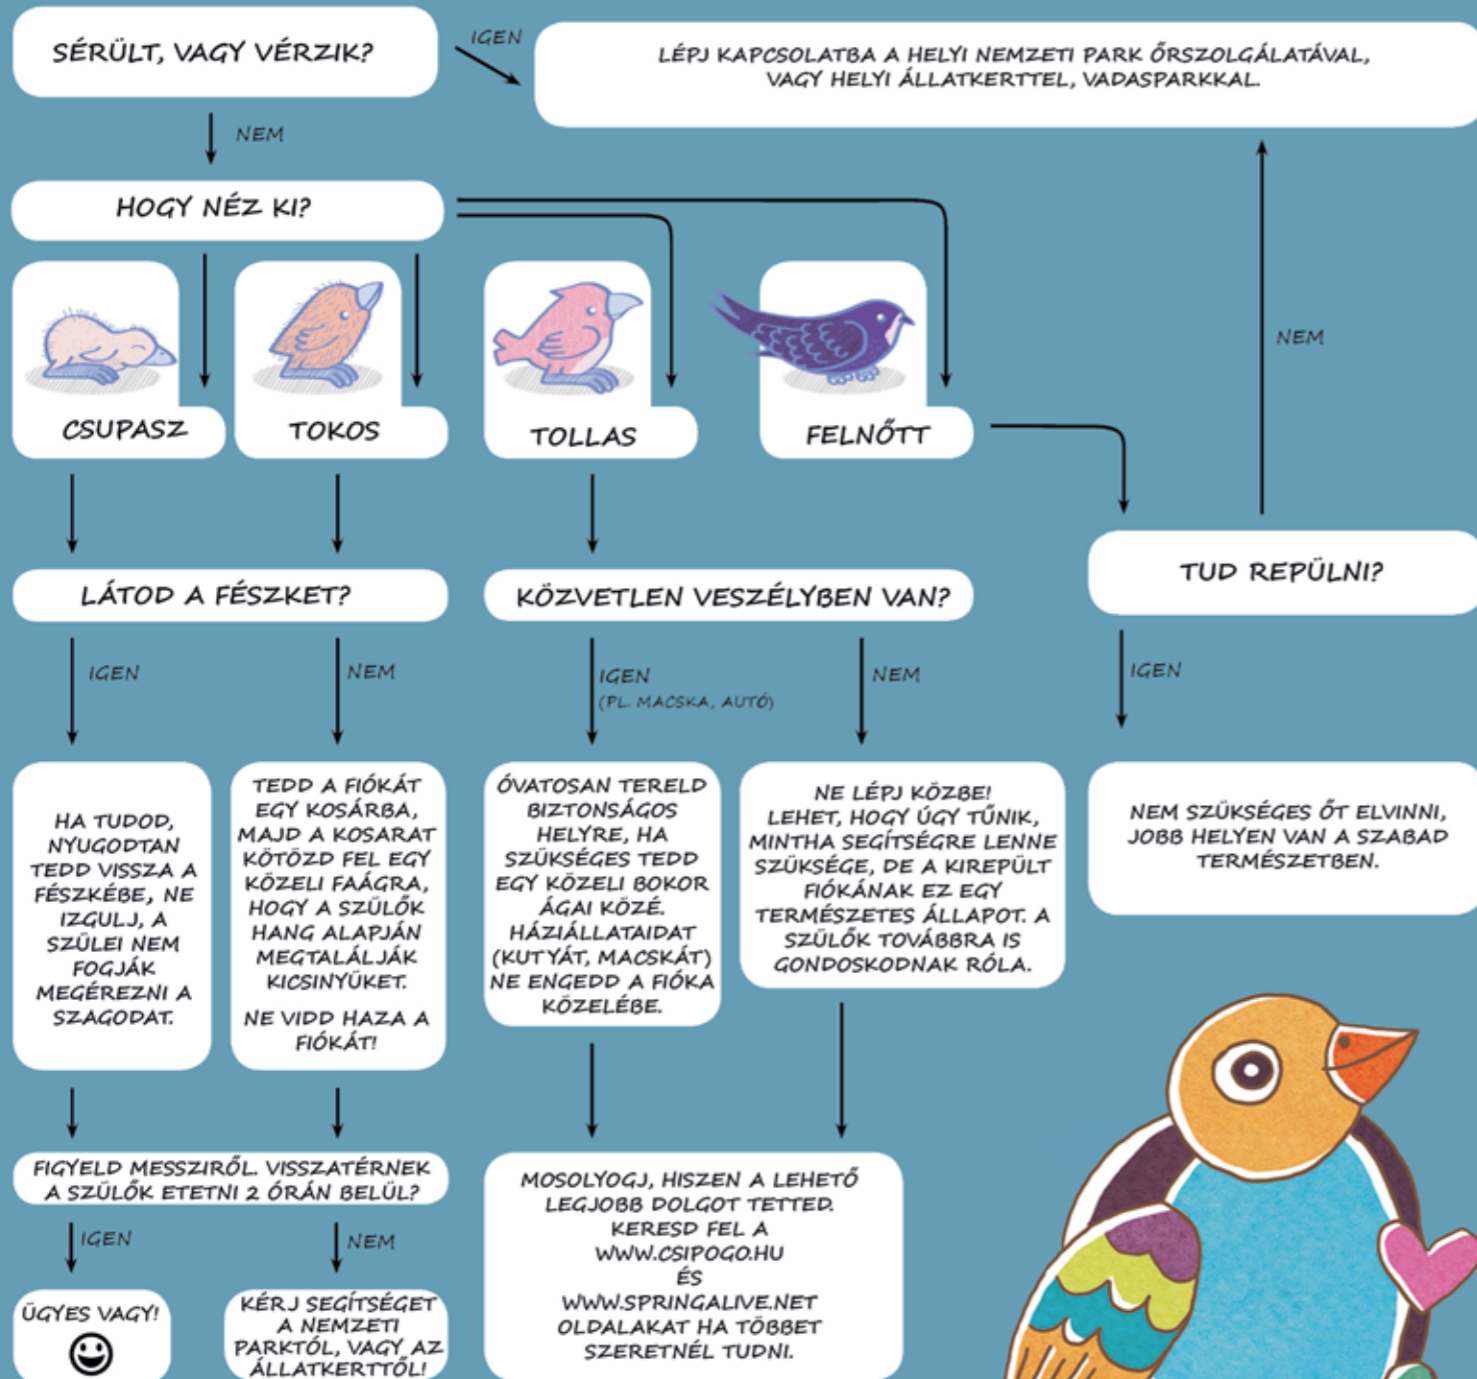 SÉRÜLT, VAGY VÉRZIK?
IGEN
LÉPJ KAPCSOLATBA A HELYI NEMZETI PARK ŐRSZOLGÁLATÁVAL,
VAGY HELYI ÁLLATKERTTEL, VADASPARKKAL.
NEM
HOGY NÉZ KI?
NEM
CSUPASZ
TOKOS
TOLLAS
FELNŐTT
LÁTOD A FÉSZKET?
KÖZVETLEN VESZÉLYBEN VAN?
TUD REPÜLNI?
IGEN
NEM
IGEN
(PL. MACSKA, AUTÓ)
NEM
IGEN
HA TUDOD,
NYUGODTAN
TEDD VISSZA A
FÉSZKÉBE, NE
IZGULJ, A
SZÜLEI NEM
FOGJÁK
MEGÉREZNI A
SZAGODAT.
TEDD A FIÓKÁT
EGY KOSÁRBA,
MAJD A KOSARAT
KÖTÖZD FEL EGY
KÖZELI FAÁGRA,
HOGY A SZÜLŐK
HANG ALAPJÁN
MEGTALÁLJÁK
KICSINYÜKET.
NE VIDD HAZA A
FIÓKÁT!
ÓVATOSAN TERELD
BIZTONSÁGOS
HELYRE, HA
SZÜKSÉGES TEDD
EGY KÖZELI BOKOR
ÁGAI KÖZÉ.
HÁZIÁLLATAIDAT
(KUTYÁT, MACSKÁT)
NE ENGEDD A FIÓKA
KÖZELÉBE.
NE LÉPJ KÖZBE!
LEHET, HOGY ÚGY TŰNIK,
MINTHA SEGÍTSÉGRE LENNE
SZÜKSÉGE, DE A KIREPÜLT
FIÓKÁNAK EZ EGY
TERMÉSZETES ÁLLAPOT. A
SZÜLŐK TOVÁBBRA IS
GONDOSKODNAK RÓLA.
NEM SZÜKSÉGES ŐT ELVINNI,
JOBB HELYEN VAN A SZABAD
TERMÉSZETBEN.
FIGYELD MESSZIRŐL. VISSZATÉRNEK
A SZÜLŐK ETETNI 2 ÓRÁN BELÜL?
IGEN
NEM
ÜGYES VAGY!
KÉRJ SEGÍTSÉGET
A NEMZETI
PARKTÓL, VAGY AZ
ÁLLATKERTTŐL!
MOSOLYOGJ, HISZEN A LEHETŐ
LEGJOBB DOLGOT TETTED.
KERESD FEL A
WWW.CSIPOGO.HU
ÉS
WWW.SPRINGALIVE.NET
OLDALAKAT HA TÖBBET
SZERETNÉL TUDNI.